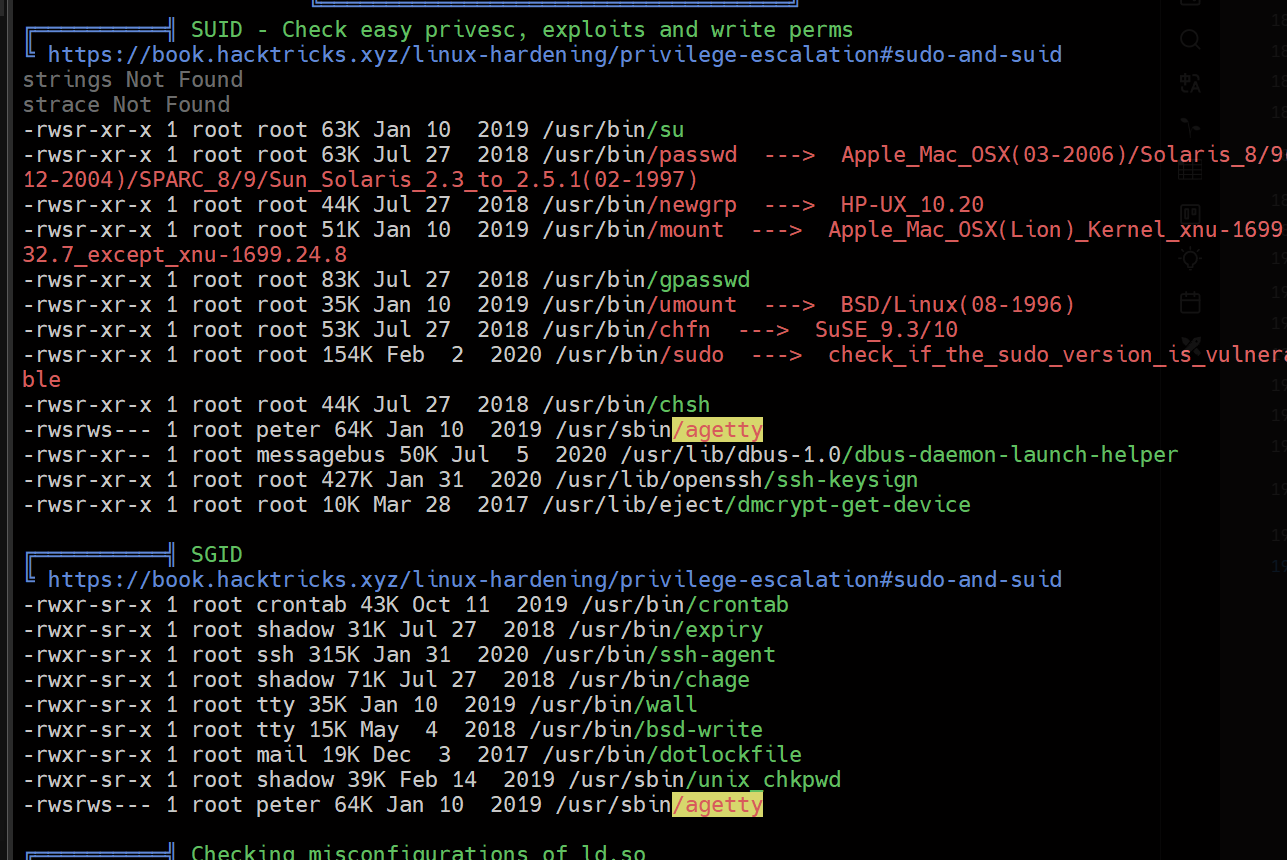 ╔══════════╣ SUID - Check easy privesc, exploits and write perms
╚ https://book.hacktricks.xyz/linux-hardening/privilege-escalation#sudo-and-suid
strings Not Found
strace Not Found
-rwsr-xr-x 1 root root 63K Jan 10  2019 /usr/bin/su
-rwsr-xr-x 1 root root 63K Jul 27  2018 /usr/bin/passwd  --->  Apple_Mac_OSX(03-2006)/Solaris_8/9(
12-2004)/SPARC_8/9/Sun_Solaris_2.3_to_2.5.1(02-1997)
-rwsr-xr-x 1 root root 44K Jul 27  2018 /usr/bin/newgrp  --->  HP-UX_10.20
-rwsr-xr-x 1 root root 51K Jan 10  2019 /usr/bin/mount  --->  Apple_Mac_OSX(Lion)_Kernel_xnu-1699.
32.7_except_xnu-1699.24.8
-rwsr-xr-x 1 root root 83K Jul 27  2018 /usr/bin/gpasswd
-rwsr-xr-x 1 root root 35K Jan 10  2019 /usr/bin/umount  --->  BSD/Linux(08-1996)
-rwsr-xr-x 1 root root 53K Jul 27  2018 /usr/bin/chfn  --->  SuSE_9.3/10
-rwsr-xr-x 1 root root 154K Feb  2  2020 /usr/bin/sudo  --->  check_if_the_sudo_version_is_vulnera
ble
-rwsr-xr-x 1 root root 44K Jul 27  2018 /usr/bin/chsh
-rwsrws--- 1 root peter 64K Jan 10  2019 /usr/sbin/agetty
-rwsr-xr-- 1 root messagebus 50K Jul  5  2020 /usr/lib/dbus-1.0/dbus-daemon-launch-helper
-rwsr-xr-x 1 root root 427K Jan 31  2020 /usr/lib/openssh/ssh-keysign
-rwsr-xr-x 1 root root 10K Mar 28  2017 /usr/lib/eject/dmcrypt-get-device
╔══════════╣ SGID
╚ https://book.hacktricks.xyz/linux-hardening/privilege-escalation#sudo-and-suid
-rwxr-sr-x 1 root crontab 43K Oct 11  2019 /usr/bin/crontab
-rwxr-sr-x 1 root shadow 31K Jul 27  2018 /usr/bin/expiry
-rwxr-sr-x 1 root ssh 315K Jan 31  2020 /usr/bin/ssh-agent
-rwxr-sr-x 1 root shadow 71K Jul 27  2018 /usr/bin/chage
-rwxr-sr-x 1 root tty 35K Jan 10  2019 /usr/bin/wall
-rwxr-sr-x 1 root tty 15K May  4  2018 /usr/bin/bsd-write
-rwxr-sr-x 1 root mail 19K Dec  3  2017 /usr/bin/dotlockfile
-rwxr-sr-x 1 root shadow 39K Feb 14  2019 /usr/sbin/unix_chkpwd
-rwsrws--- 1 root peter 64K Jan 10  2019 /usr/sbin/agetty
╔══════════╣ Checking misconfigurations of ld.so